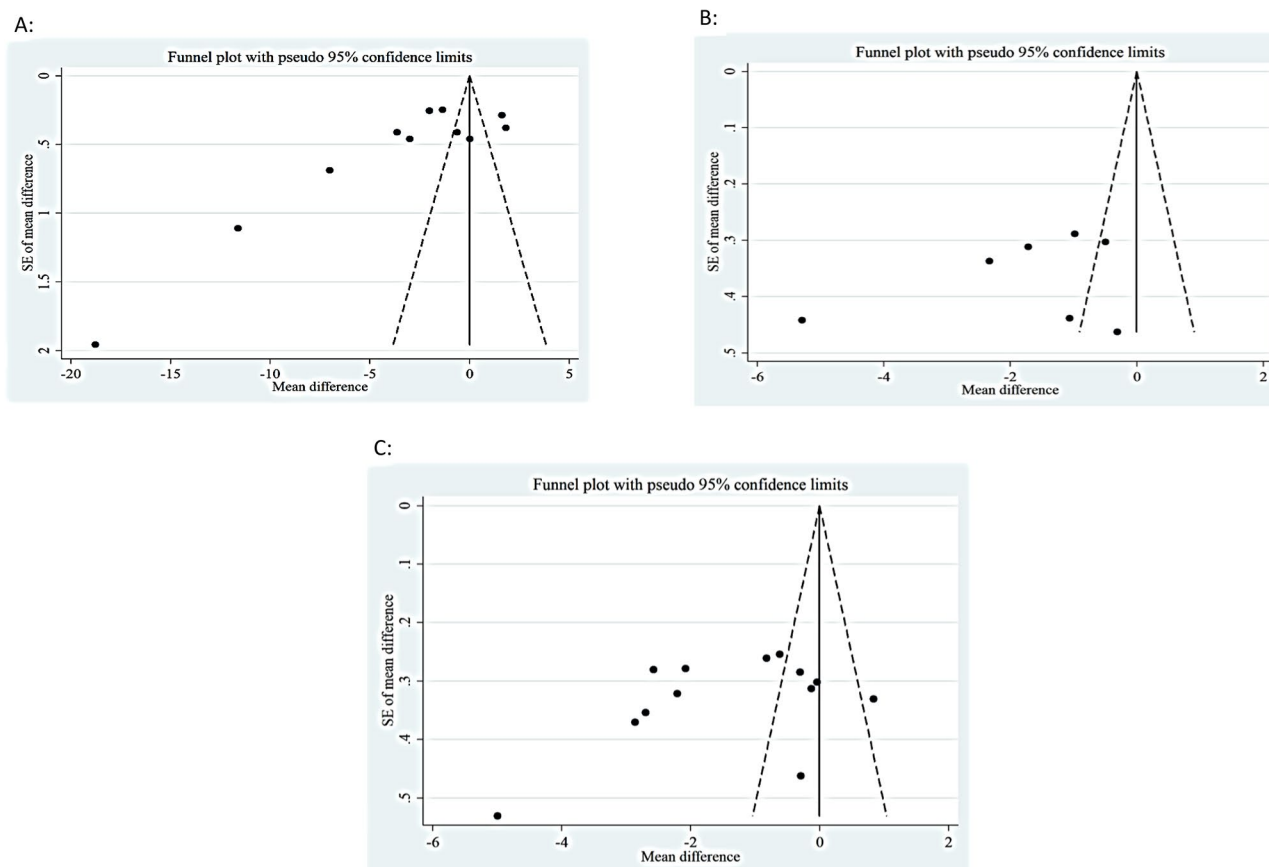 A:
Funnel plot with pseudo 95% confidence limits
SE of mean difference
0
.5
1
1.5
2
-20 -15 -10 -5 0 5
Mean difference
B:
Funnel plot with pseudo 95% confidence limits
SE of mean difference
0
.1
.2
.3
.4
.5
-6 -4 -2 0 2
Mean difference
C:
Funnel plot with pseudo 95% confidence limits
SE of mean difference
0
.1
.2
.3
.4
.5
-6 -4 -2 0 2
Mean difference